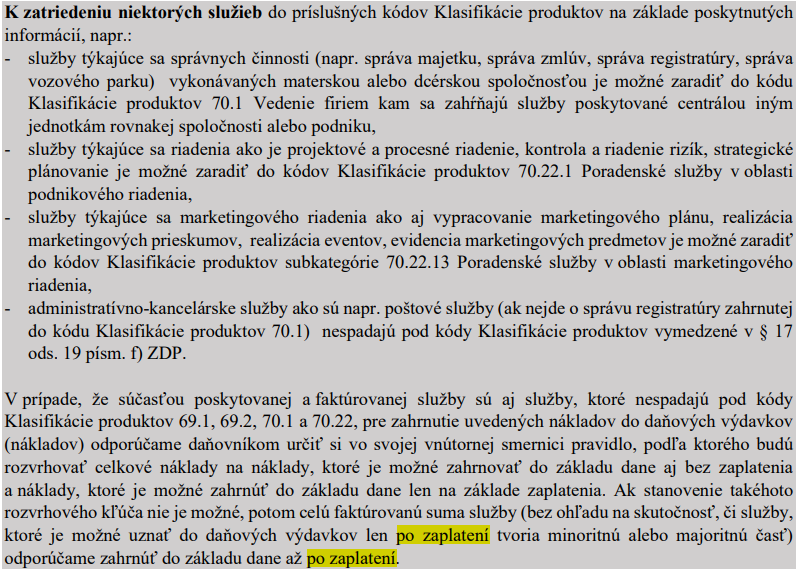 K zatriedeniu niektorých služieb do príslušných kódov Klasifikácie produktov na základe poskytnutých
informácií, napr.:
- služby týkajúce sa správnych činnosti (napr. správa majetku, správa zmlúv, správa registratúry, správa
vozového parku) vykonávaných materskou alebo dcérskou spoločnosťou je možné zaradiť do kódu
Klasifikácie produktov 70.1 Vedenie firiem kam sa zahŕňajú služby poskytované centrálou iným
jednotkám rovnakej spoločnosti alebo podniku,
- služby týkajúce sa riadenia ako je projektové a procesné riadenie, kontrola a riadenie rizík, strategické
plánovanie je možné zaradiť do kódov Klasifikácie produktov 70.22.1 Poradenské služby v oblasti
podnikového riadenia,
- služby týkajúce sa marketingového riadenia ako aj vypracovanie marketingového plánu, realizácia
marketingových prieskumov, realizácia eventov, evidencia marketingových predmetov je možné zaradiť
do kódov Klasifikácie produktov subkategórie 70.22.13 Poradenské služby v oblasti marketingového
riadenia,
- administratívno-kancelárske služby ako sú napr. poštové služby (ak nejde o správu registratúry zahrnutej
do kódu Klasifikácie produktov 70.1) nespadajú pod kódy Klasifikácie produktov vymedzené v § 17
ods. 19 písm. f) ZDP.
V prípade, že súčasťou poskytovanej a faktúrovanej služby sú aj služby, ktoré nespadajú pod kódy
Klasifikácie produktov 69.1, 69.2, 70.1 a 70.22, pre zahrnutie uvedených nákladov do daňových výdavkov
(nákladov) odporúčame daňovníkom určiť si vo svojej vnútornej smernici pravidlo, podľa ktorého budú
rozvrhovať celkové náklady na náklady, ktoré je možné zahrnovať do základu dane aj bez zaplatenia
a náklady, ktoré je možné zahrnúť do základu dane len na základe zaplatenia. Ak stanovenie takéhoto
rozvrhového kľúča nie je možné, potom celú faktúrovanú suma služby (bez ohľadu na skutočnosť, či služby,
ktoré je možné uznať do daňových výdavkov len po zaplatení tvoria minoritnú alebo majoritnú časť)
odporúčame zahrnúť do základu dane až po zaplatení.